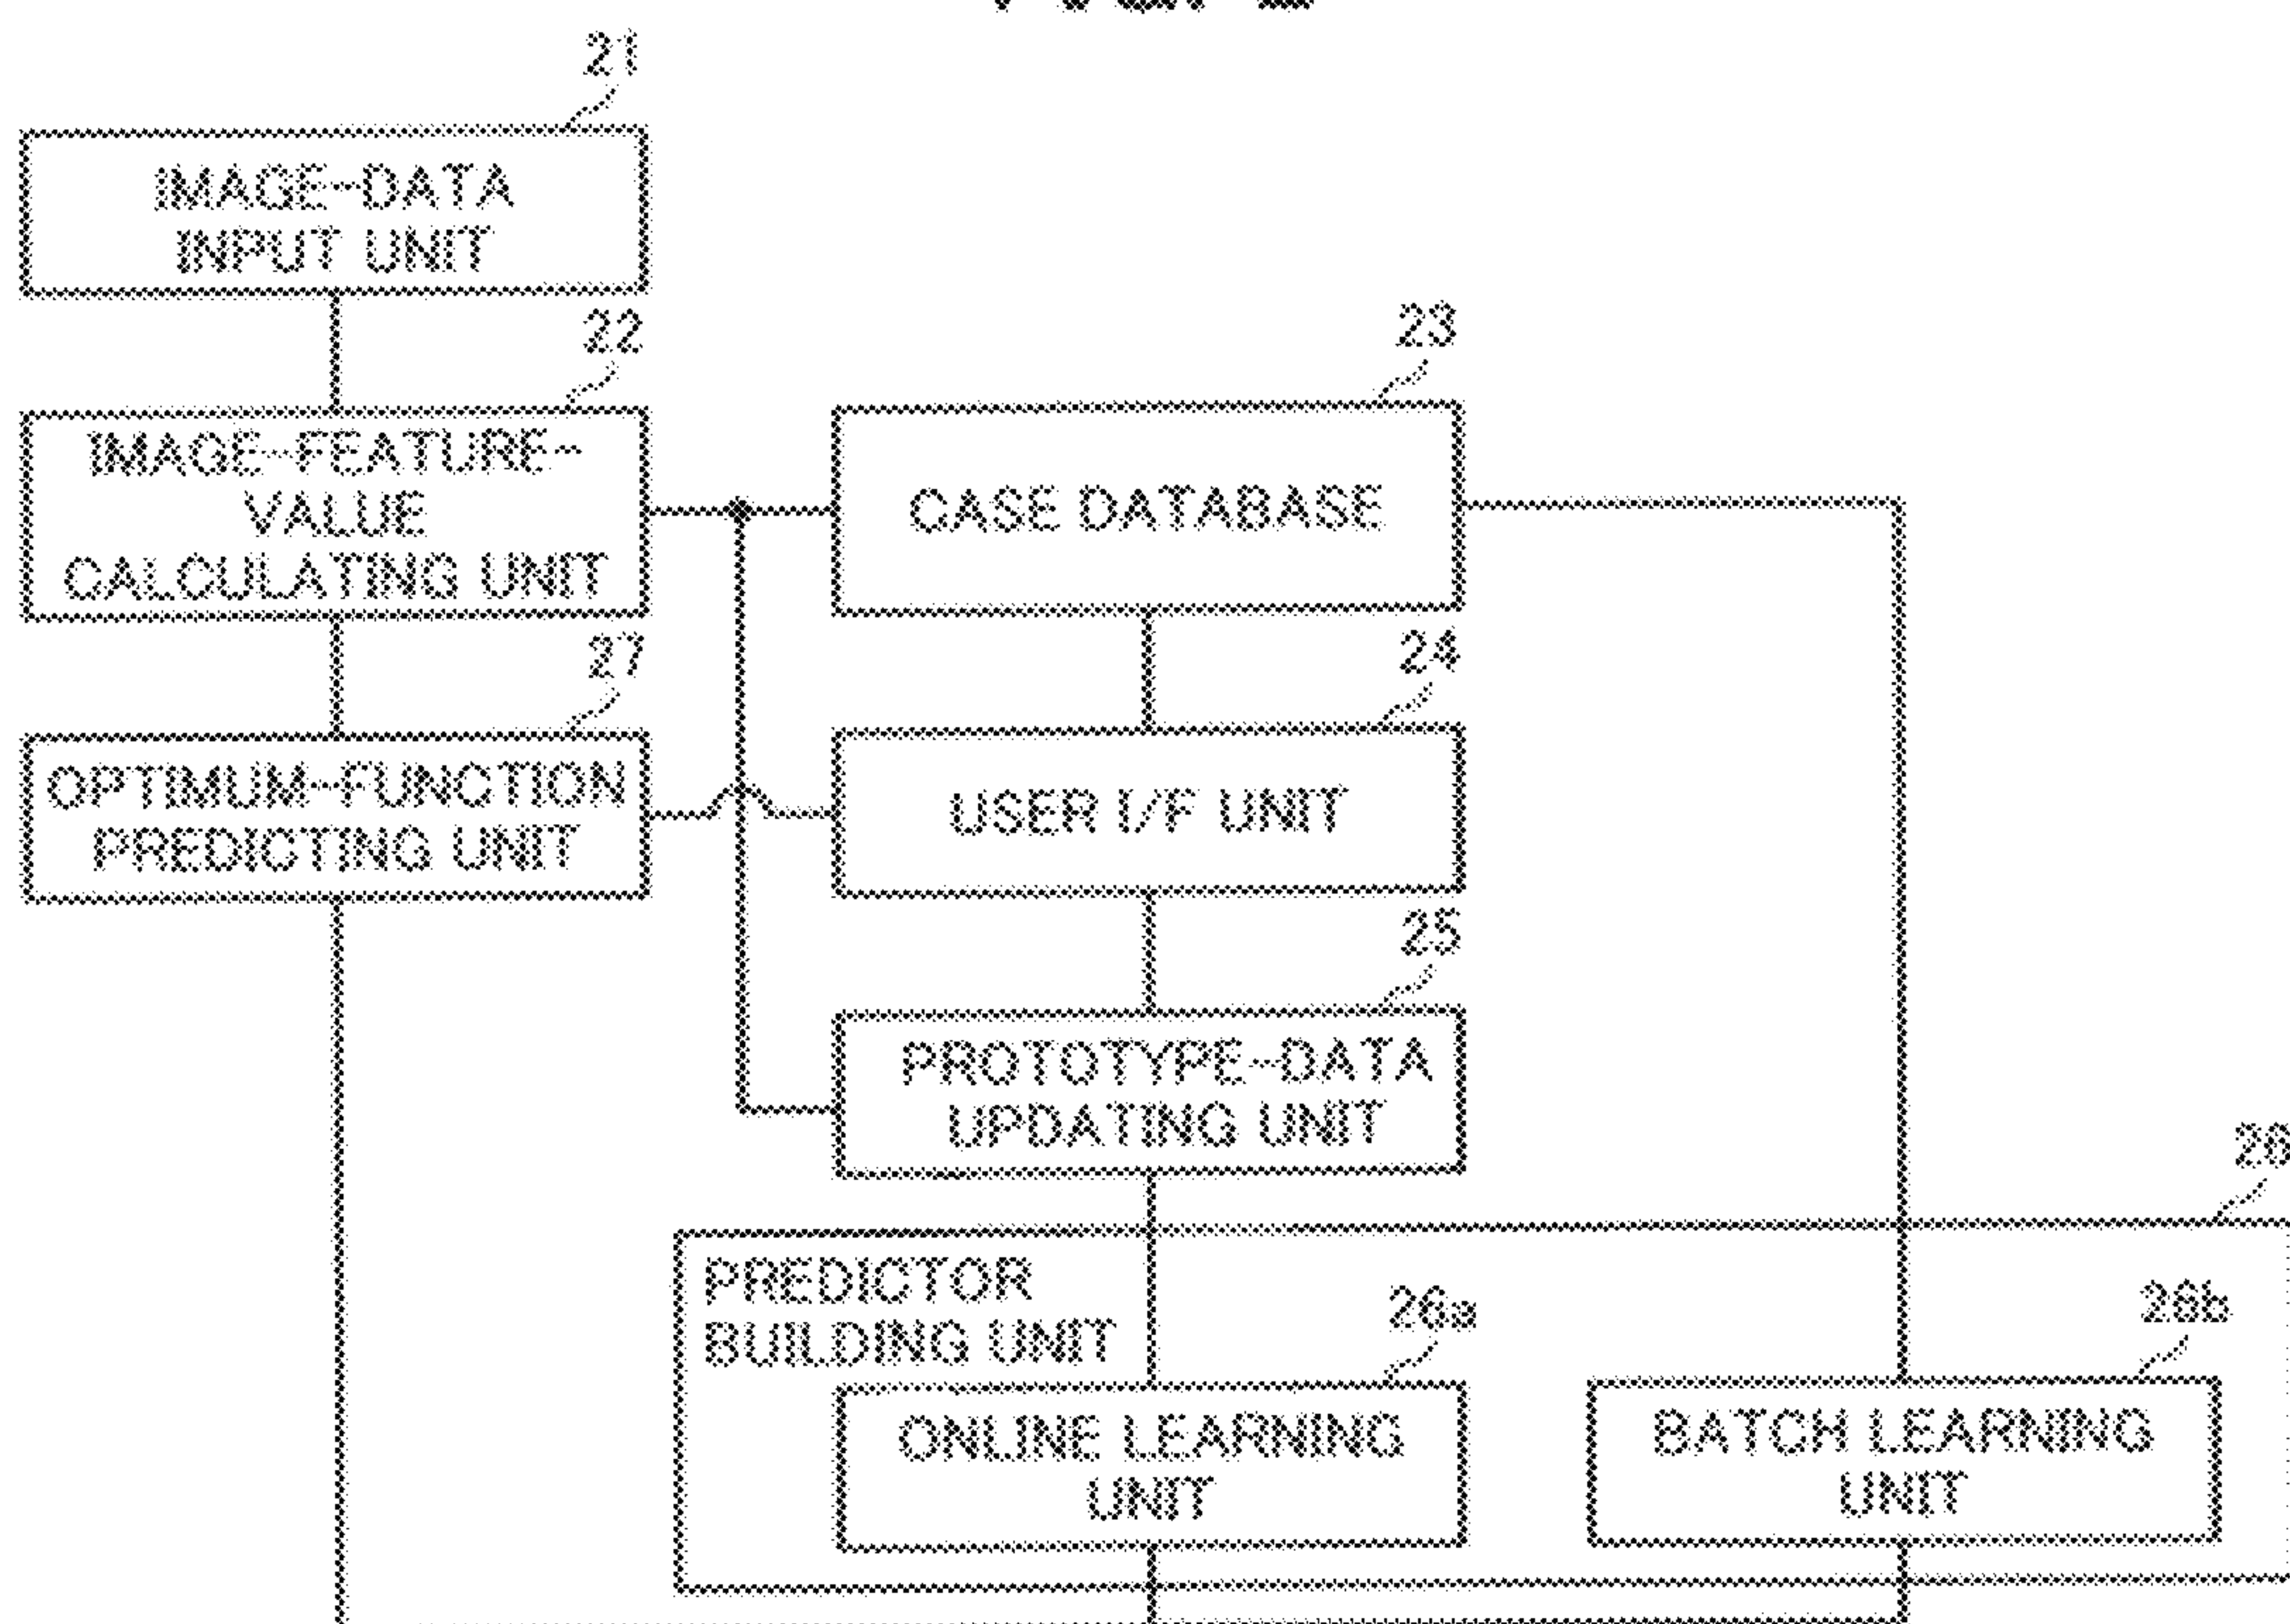 21
IMAGE-DATA
INPUT UNIT
22
IMAGE-FEATURE-
VALUE
CALCULATING UNIT
23
CASE DATABASE
27
OPTIMUM-FUNCTION
PREDICTING UNIT
24
USER I/F UNIT
25
PROTOTYPE-DATA
UPDATING UNIT
26
PREDICTOR
BUILDING UNIT
26a
ONLINE LEARNING
UNIT
26b
BATCH LEARNING
UNIT